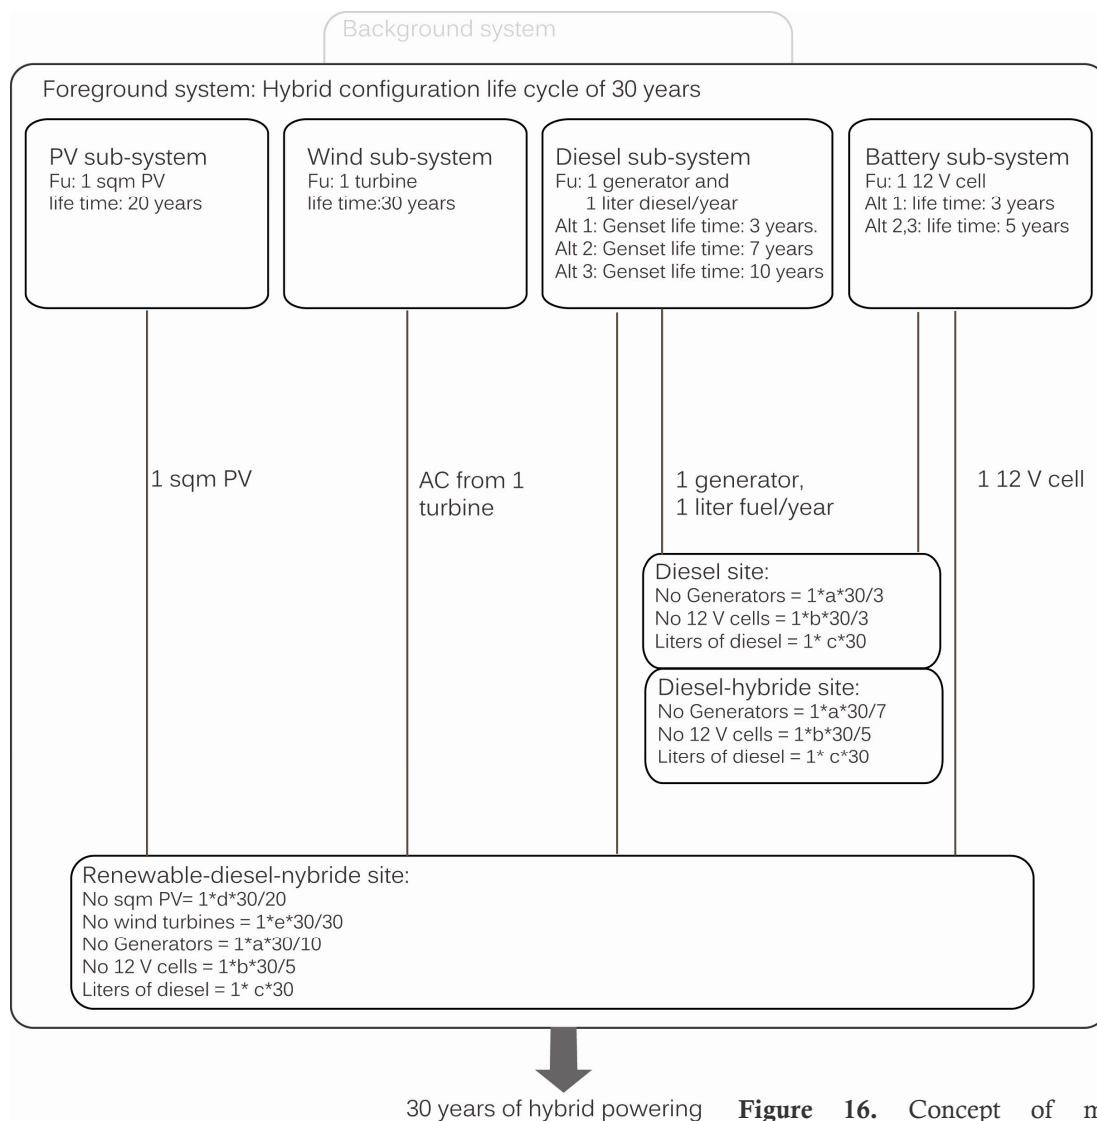 Background system
Foreground system: Hybrid configuration life cycle of 30 years
PV sub-system
Fu: 1 sqm PV
life time: 20 years
Wind sub-system
Fu: 1 turbine
life time:30 years
Diesel sub-system
Fu: 1 generator and
1 liter diesel/year
Alt 1: Genset life time: 3 years.
Alt 2: Genset life time: 7 years
Alt 3: Genset life time: 10 years
Battery sub-system
Fu: 1 12 V cell
Alt 1: life time: 3 years
Alt 2,3: life time: 5 years
1 sqm PV
AC from 1
turbine
1 generator,
1 liter fuel/year
1 12 V cell
Diesel site:
No Generators = 1*a*30/3
No 12 V cells = 1*b*30/3
Liters of diesel = 1* c*30
Diesel-hybride site:
No Generators = 1*a*30/7
No 12 V cells = 1*b*30/5
Liters of diesel = 1* c*30
Renewable-diesel-nybride site:
No sqm PV= 1*d*30/20
No wind turbines = 1*e*30/30
No Generators = 1*a*30/10
No 12 V cells = 1*b*30/5
Liters of diesel = 1* c*30
30 years of hybrid powering
Figure 16. Concept of m